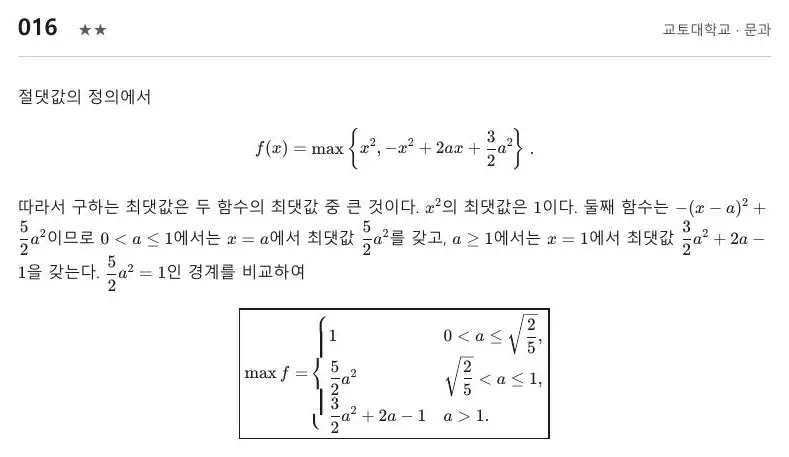 016 ★★ 교토대학교 · 문과
절댓값의 정의에서
f(x) = max {x², −x² + 2ax + 3/2 a²} .
따라서 구하는 최댓값은 두 함수의 최댓값 중 큰 것이다. x²의 최댓값은 1이다. 둘째 함수는 −(x − a)² +
5/2 a²이므로 0 < a ≤ 1에서는 x = a에서 최댓값 5/2 a²를 갖고, a ≥ 1에서는 x = 1에서 최댓값 3/2 a² + 2a −
1을 갖는다. 5/2 a² = 1인 경계를 비교하여
max f = { 1 0 < a ≤ √(2/5),
5/2 a² √(2/5) < a ≤ 1,
3/2 a² + 2a − 1 a > 1.